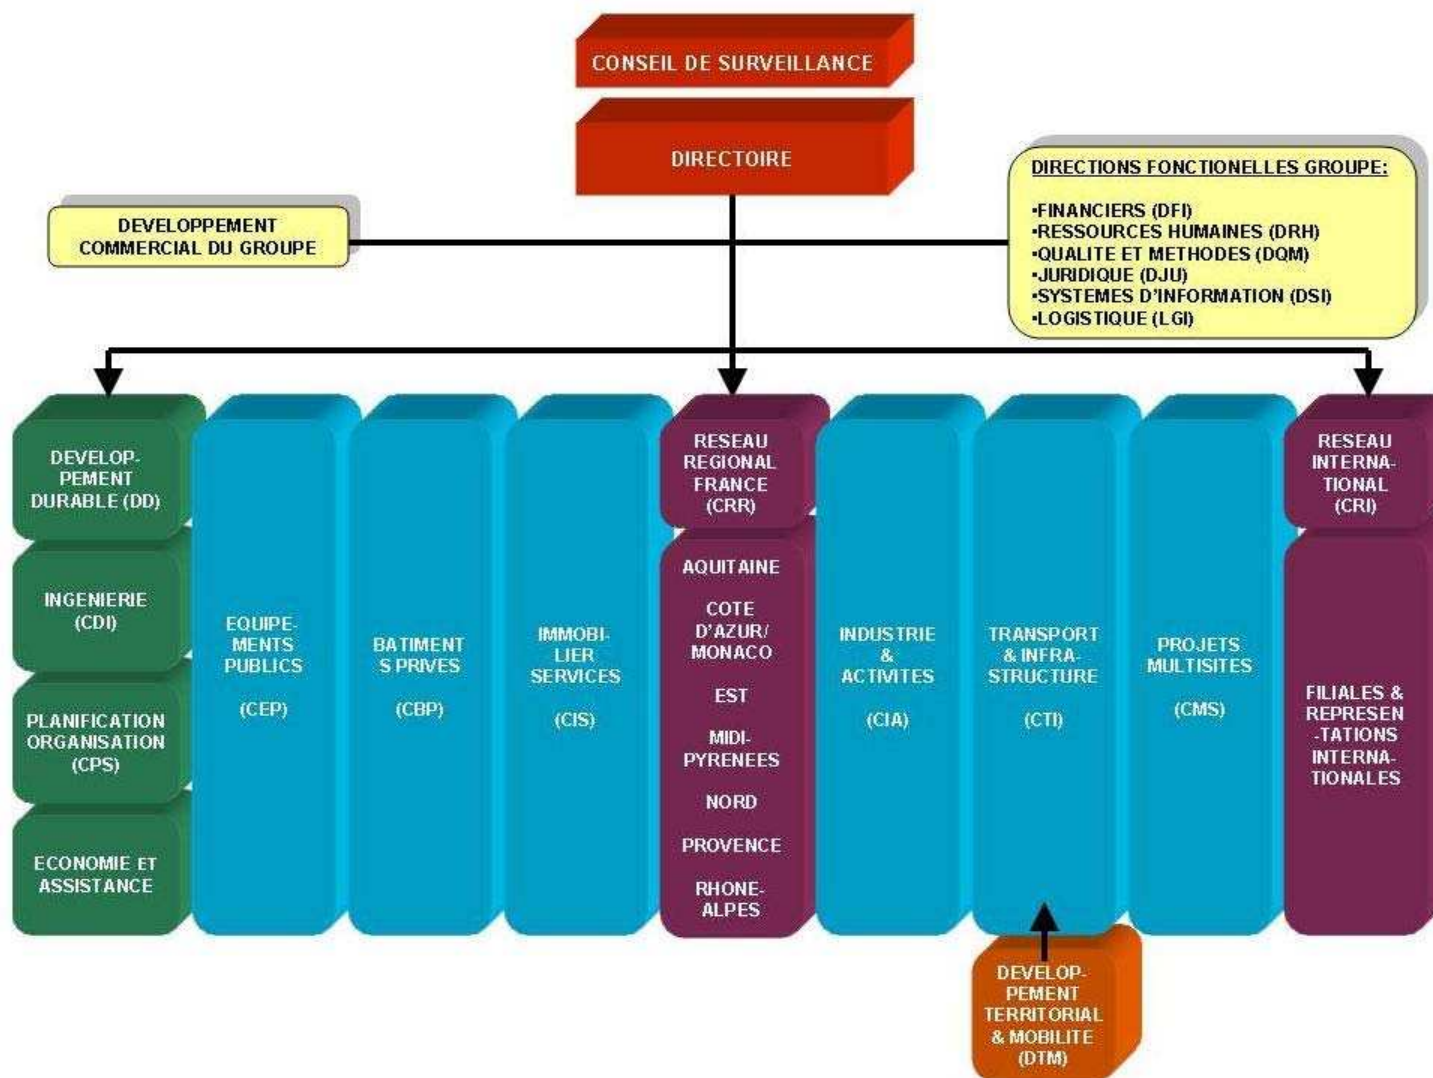 CONSEIL DE SURVEILLANCE
DIRECTOIRE
DEVELOPPEMENT
COMMERCIAL DU GROUPE
DIRECTIONS FONCTIONELLES GROUPE:
•FINANCIERS (DFI)
•RESSOURCES HUMAINES (DRH)
•QUALITE ET METHODES (DQM)
•JURIDIQUE (DJU)
•SYSTEMES D'INFORMATION (DSI)
•LOGISTIQUE (LGI)
DEVELOP-
PEMENT
DURABLE (DD)
INGENIERIE
(CDI)
PLANIFICATION
ORGANISATION
(CPS)
ECONOMIE ET
ASSISTANCE
EQUIPE-
MENTS
PUBLICS
(CEP)
BATIMENT
S PRIVES
(CBP)
IMMOBI-
LIER
SERVICES
(CIS)
RESEAU
REGIONAL
FRANCE
(CRR)
AQUITAINE
COTE
D'AZUR/
MONACO
EST
MIDI-
PYRENEES
NORD
PROVENCE
RHONE-
ALPES
INDUSTRIE
&
ACTIVITES
(CIA)
TRANSPORT
& INFRA-
STRUCTURE
(CTI)
DEVELOP-
PEMENT
TERRITORIAL
& MOBILITE
(DTM)
PROJETS
MULTISITES
(CMS)
RESEAU
INTERNA-
TIONAL
(CRI)
FILIALES &
REPRESEN
-TATIONS
INTERNA-
TIONALES